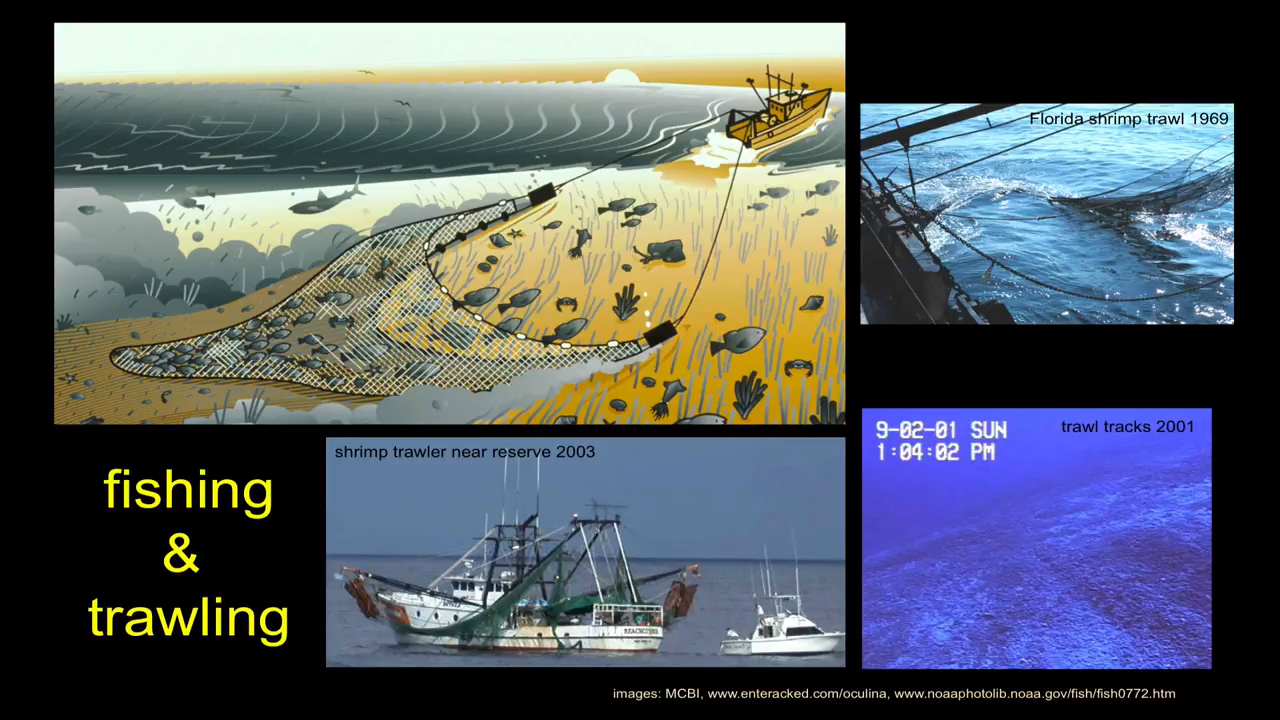 Florida shrimp trawl 1969
shrimp trawler near reserve 2003
9-02-01 SUN
1:04:02 PM
trawl tracks 2001
fishing
&
trawling
images: MCBI, www.enteracked.com/oculina, www.noaaphotolib.noaa.gov/fish/fish0772.htm